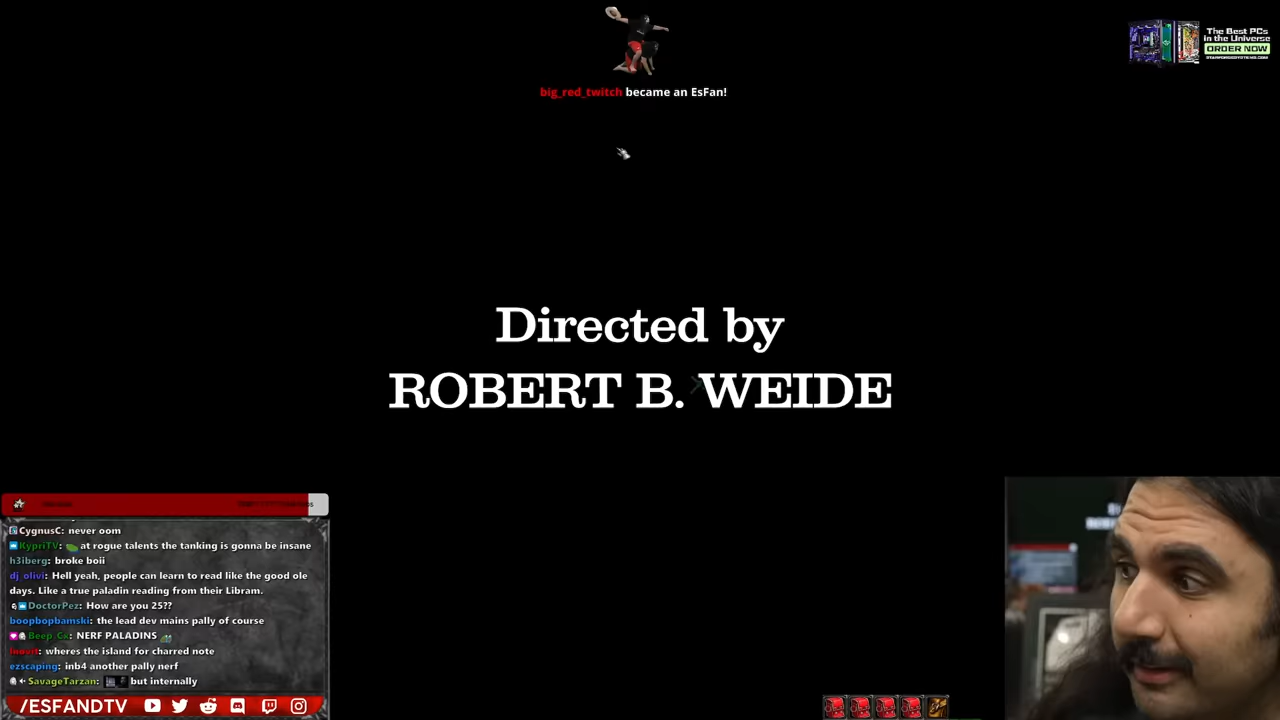 The Best PCs
in the Universe
ORDER NOW
big_red_twitch became an EsFan!
Directed by
ROBERT B. WEIDE
CygnusC: never oom
KypriTV: at rogue talents the tanking is gonna be insane
h3iberg: broke boii
dj_olivi: Hell yeah, people can learn to read like the good ole
days. Like a true paladin reading from their Libram.
DoctorPez: How are you 25??
boopbopbamski: the lead dev mains pally of course
Beep_Cx: NERF PALADINS
wheres the island for charred note
ezscaping: inb4 another pally nerf
SavageTarzan: but internally
/ESFANDTV